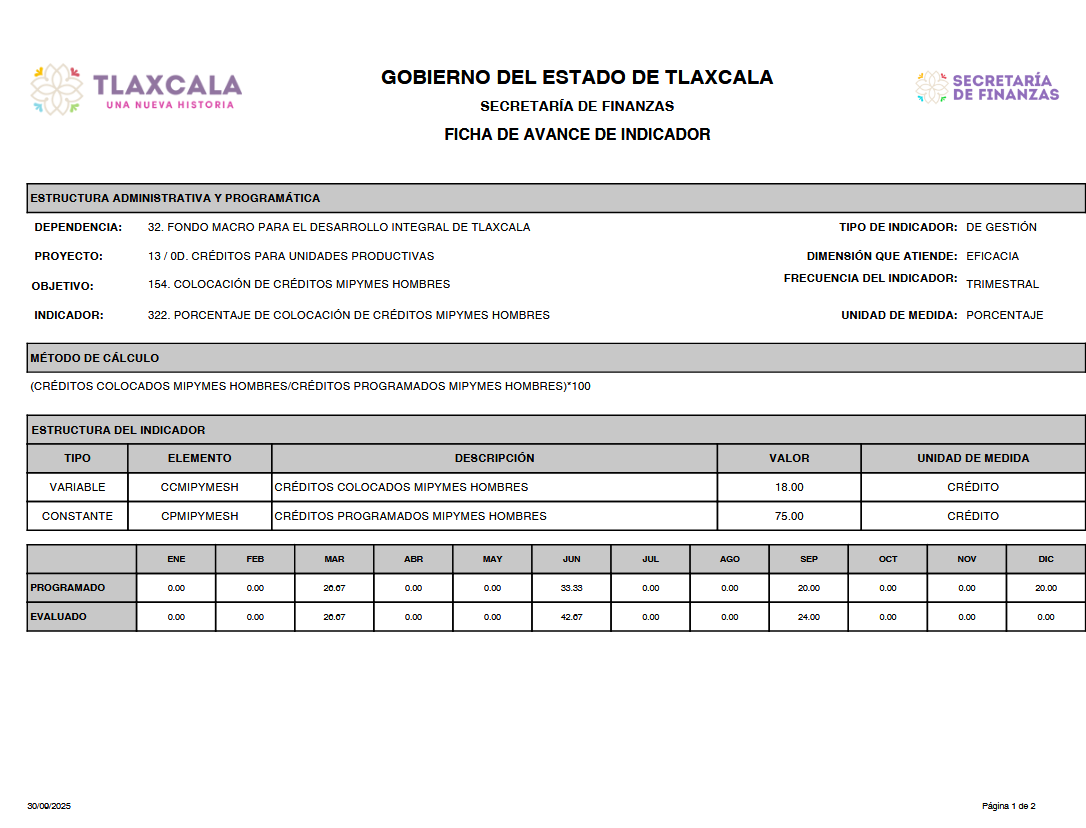 TLAXCALA
UNA NUEVA HISTORIA
GOBIERNO DEL ESTADO DE TLAXCALA
SECRETARÍA DE FINANZAS
FICHA DE AVANCE DE INDICADOR
SECRETARÍA
DE FINANZAS
ESTRUCTURA ADMINISTRATIVA Y PROGRAMÁTICA
DEPENDENCIA: 32. FONDO MACRO PARA EL DESARROLLO INTEGRAL DE TLAXCALA TIPO DE INDICADOR: DE GESTIÓN
PROYECTO: 13 / 0D. CRÉDITOS PARA UNIDADES PRODUCTIVAS DIMENSIÓN QUE ATIENDE: EFICACIA
OBJETIVO: 154. COLOCACIÓN DE CRÉDITOS MIPYMES HOMBRES FRECUENCIA DEL INDICADOR: TRIMESTRAL
INDICADOR: 322. PORCENTAJE DE COLOCACIÓN DE CRÉDITOS MIPYMES HOMBRES UNIDAD DE MEDIDA: PORCENTAJE
MÉTODO DE CÁLCULO
(CRÉDITOS COLOCADOS MIPYMES HOMBRES/CRÉDITOS PROGRAMADOS MIPYMES HOMBRES)*100
ESTRUCTURA DEL INDICADOR
TIPO ELEMENTO DESCRIPCIÓN VALOR UNIDAD DE MEDIDA
VARIABLE CCMIPYMESH CRÉDITOS COLOCADOS MIPYMES HOMBRES 18.00 CRÉDITO
CONSTANTE CPMIPYMESH CRÉDITOS PROGRAMADOS MIPYMES HOMBRES 75.00 CRÉDITO
ENE FEB MAR ABR MAY JUN JUL AGO SEP OCT NOV DIC
PROGRAMADO 0.00 0.00 26.67 0.00 0.00 33.33 0.00 0.00 20.00 0.00 0.00 20.00
EVALUADO 0.00 0.00 26.67 0.00 0.00 42.67 0.00 0.00 24.00 0.00 0.00 0.00
30/09/2025 Página 1 de 2